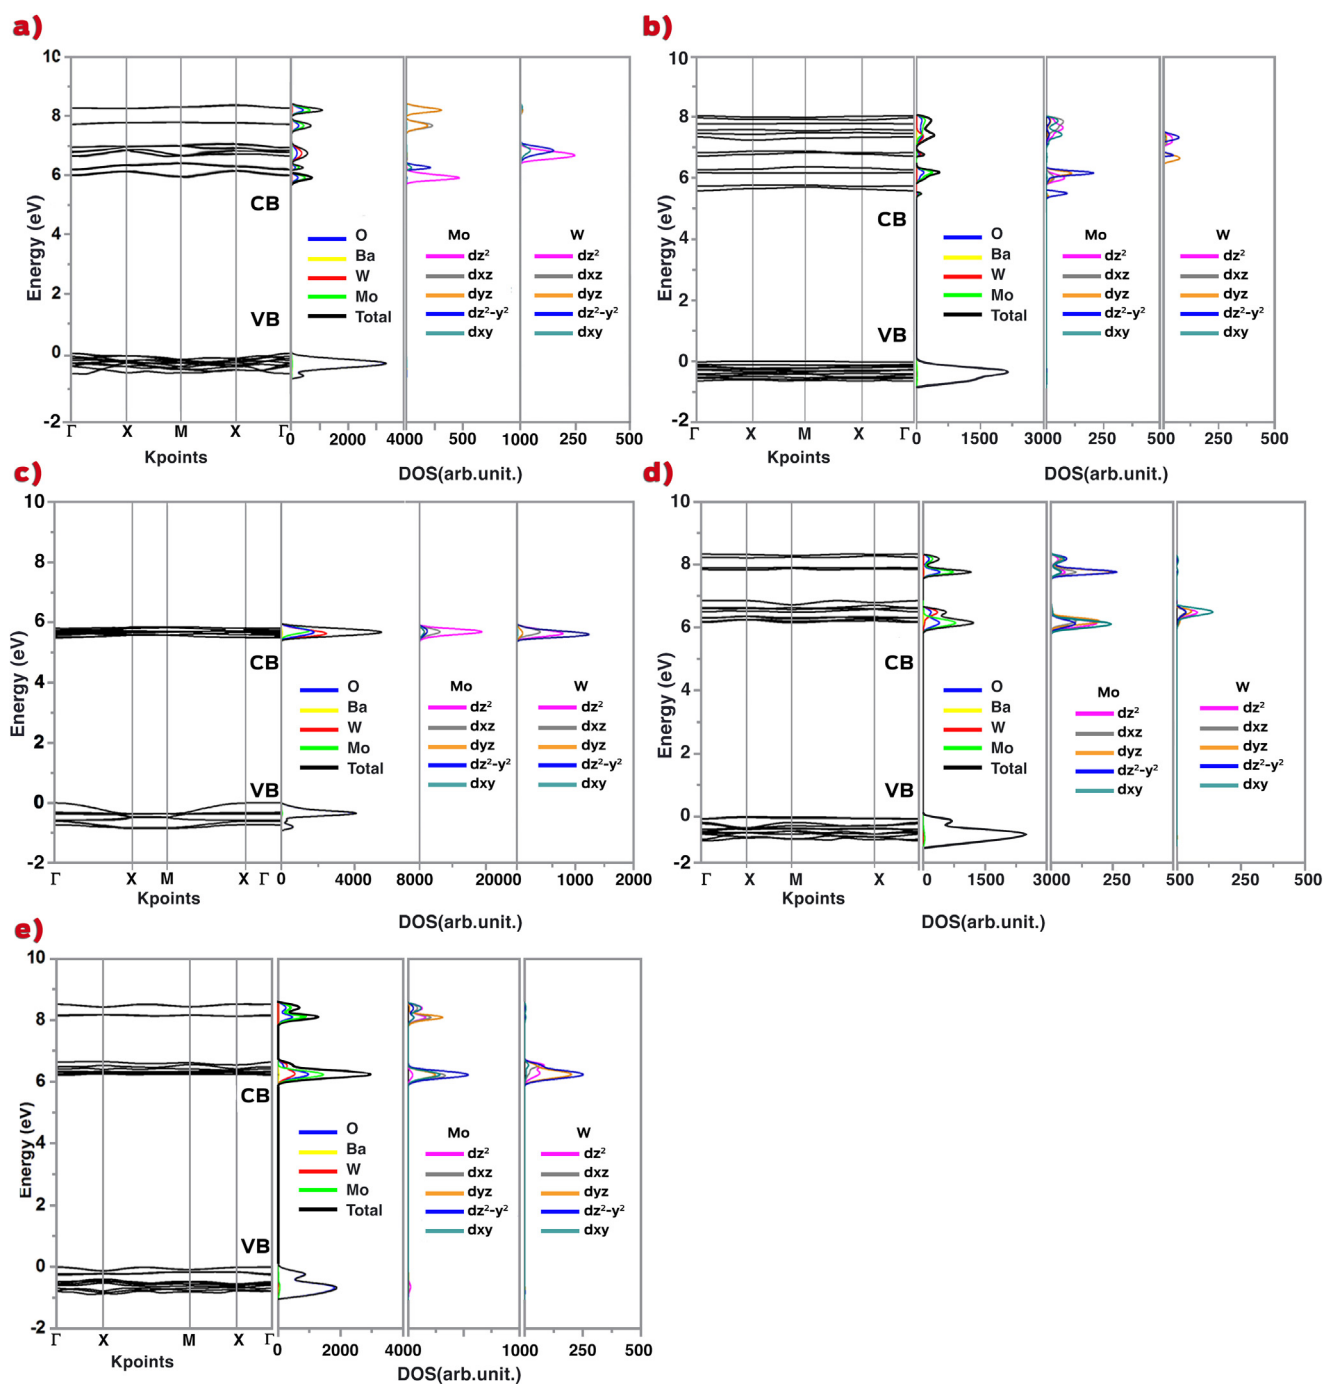 a)
10
8
6
4
2
0
-2
Energy (eV)
CB
VB
O
Ba
W
Mo
Total
Mo
dz²
dxz
dyz
dz²-y²
dxy
W
dz²
dxz
dyz
dz²-y²
dxy
Γ X M X Γ
0 2000 4000 500 1000 250 500
Kpoints
DOS(arb.unit.)
b)
10
8
6
4
2
0
-2
Energy (eV)
CB
VB
O
Ba
W
Mo
Total
Mo
dz²
dxz
dyz
dz²-y²
dxy
W
dz²
dxz
dyz
dz²-y²
dxy
Γ X M X Γ
0 1500 3000 250 500 250 500
Kpoints
DOS(arb.unit.)
c)
10
8
6
4
2
0
-2
Energy (eV)
CB
VB
O
Ba
W
Mo
Total
Mo
dz²
dxz
dyz
dz²-y²
dxy
W
dz²
dxz
dyz
dz²-y²
dxy
Γ X M X Γ
0 4000 8000 20000 1000 2000
Kpoints
DOS(arb.unit.)
d)
10
8
6
4
2
0
-2
Energy (eV)
CB
VB
O
Ba
W
Mo
Total
Mo
dz²
dxz
dyz
dz²-y²
dxy
W
dz²
dxz
dyz
dz²-y²
dxy
Γ X M X
0 1500 3000 250 500 250 500
Kpoints
DOS(arb.unit.)
e)
10
8
6
4
2
0
-2
Energy (eV)
CB
VB
O
Ba
W
Mo
Total
Mo
dz²
dxz
dyz
dz²-y²
dxy
W
dz²
dxz
dyz
dz²-y²
dxy
Γ X M X Γ
0 2000 4000 1000 250 500
Kpoints
DOS(arb.unit.)